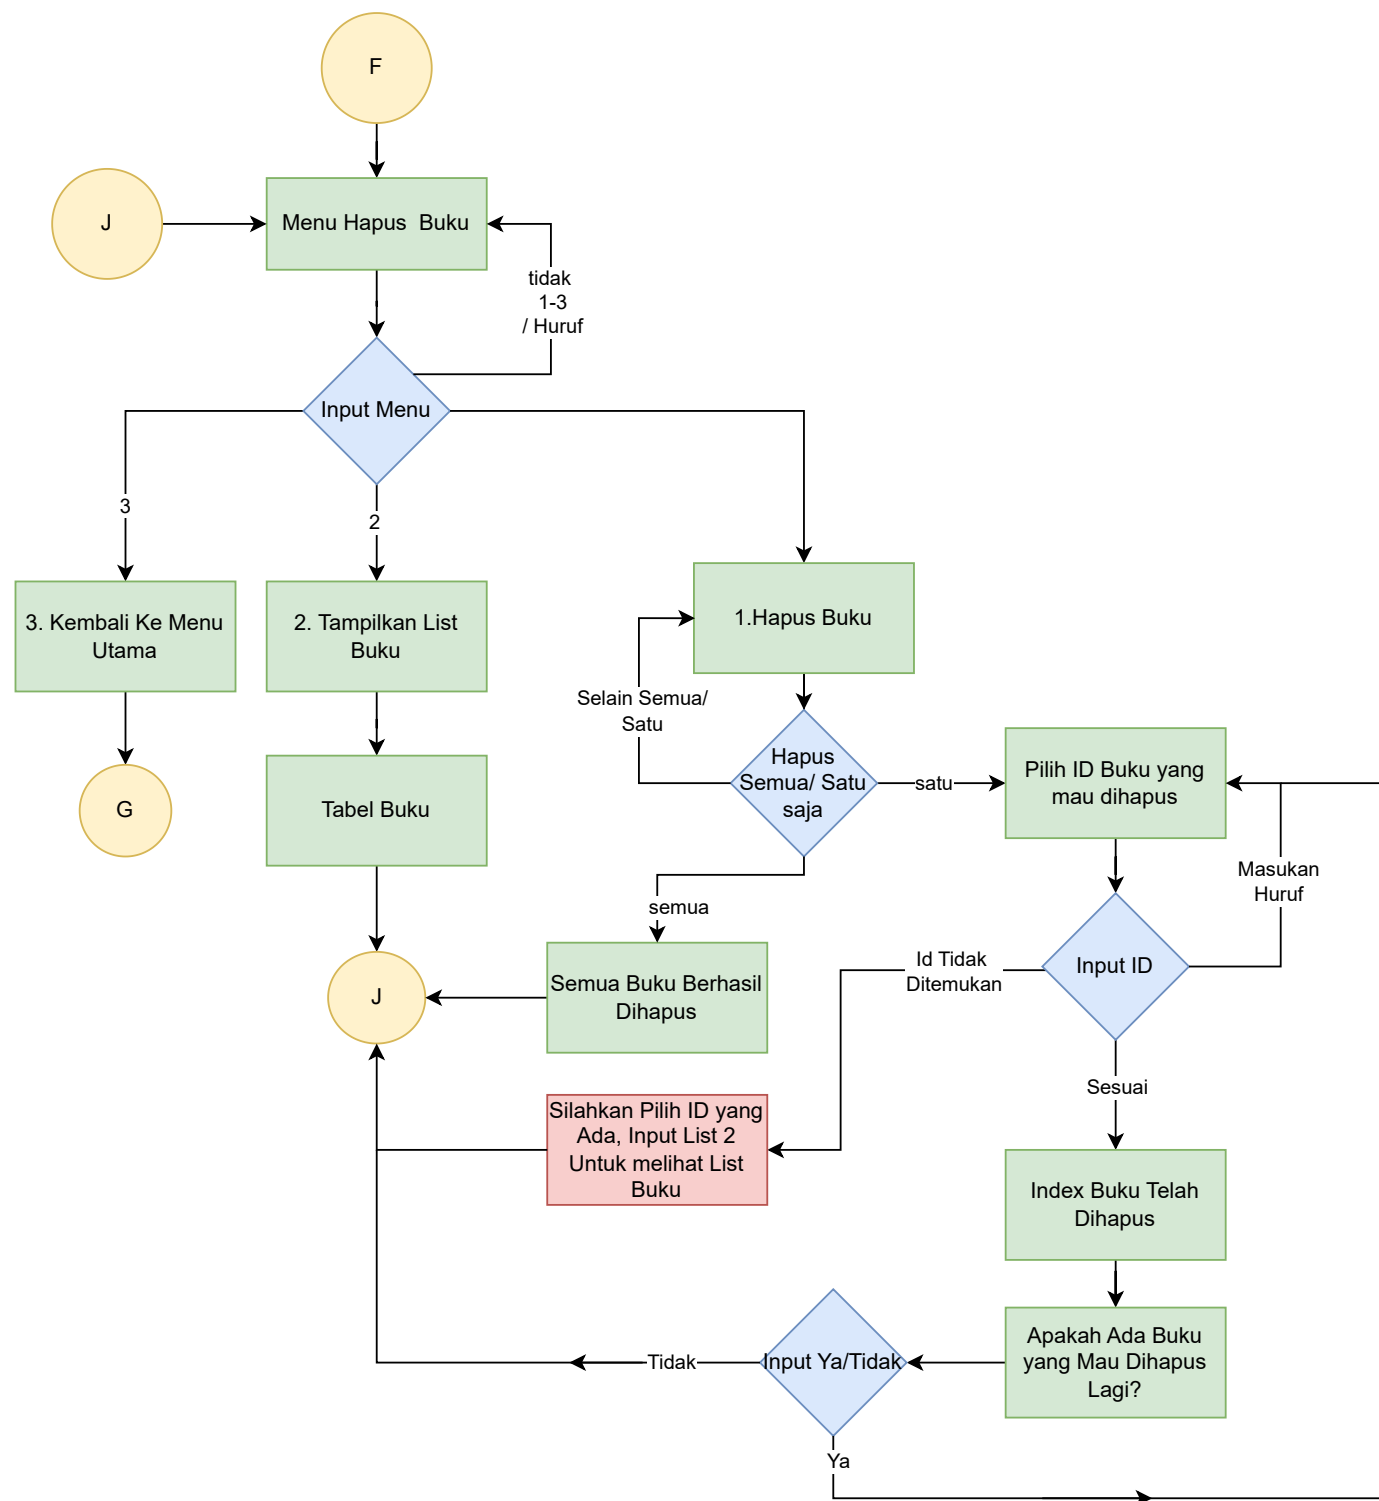 F
J
Menu Hapus  Buku
tidak
1-3
/ Huruf
Input Menu
3
2
3. Kembali Ke Menu
Utama
2. Tampilkan List
Buku
1.Hapus Buku
Selain Semua/
Satu
Hapus
Semua/ Satu
saja
satu
Pilih ID Buku yang
mau dihapus
G
Tabel Buku
Masukan
Huruf
semua
Semua Buku Berhasil
Dihapus
J
Id Tidak
Ditemukan
Input ID
Sesuai
Silahkan Pilih ID yang
Ada, Input List 2
Untuk melihat List
Buku
Index Buku Telah
Dihapus
Apakah Ada Buku
yang Mau Dihapus
Lagi?
Input Ya/Tidak
Tidak
Ya